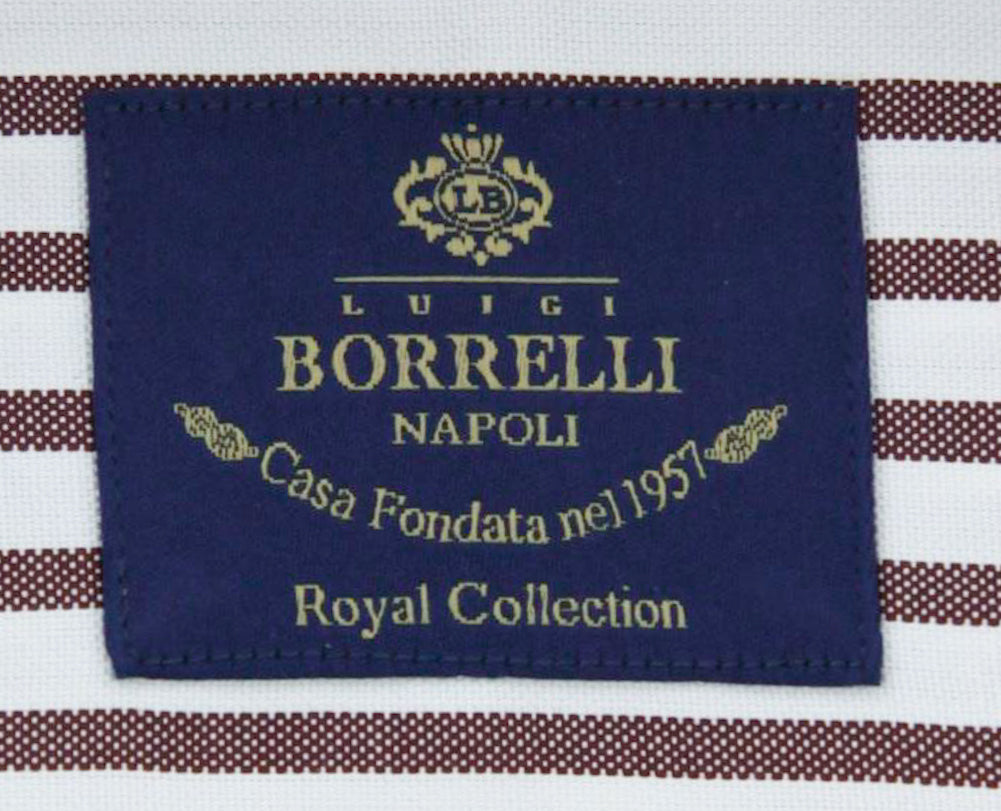 LB
LUIGI
BORRELLI
NAPOLI
Casa Fondata nel 1957
Royal Collection